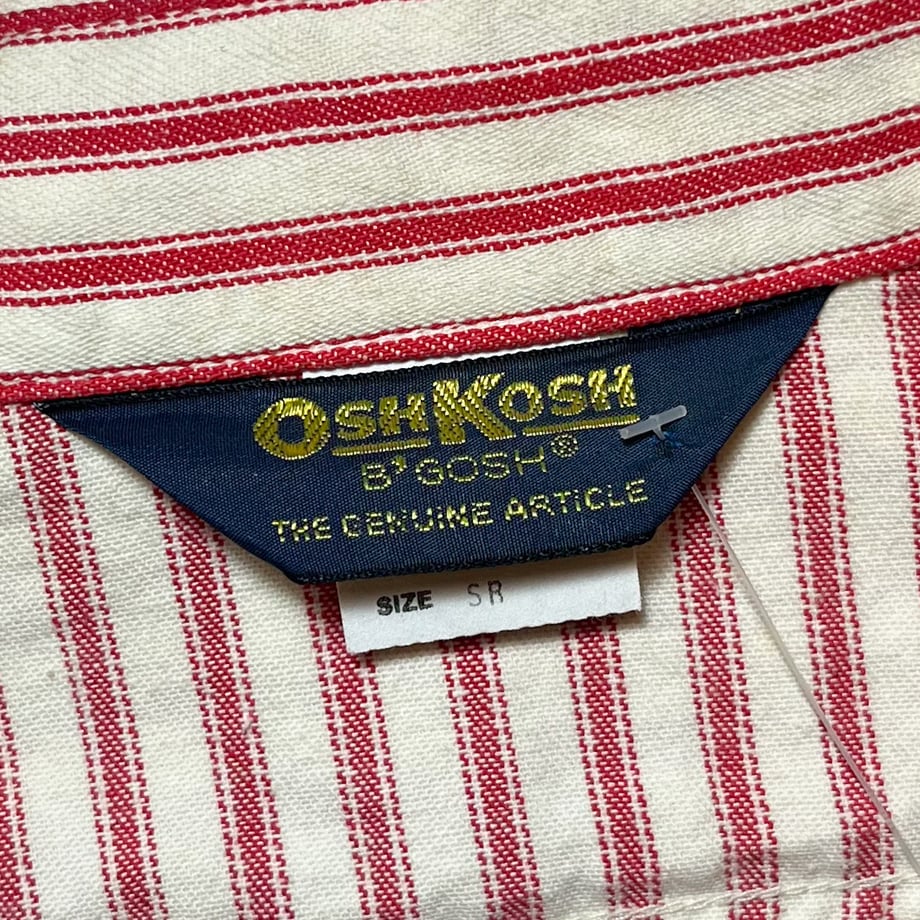 OSHKOSH
B'GOSH®
THE GENUINE ARTICLE
SIZE SR